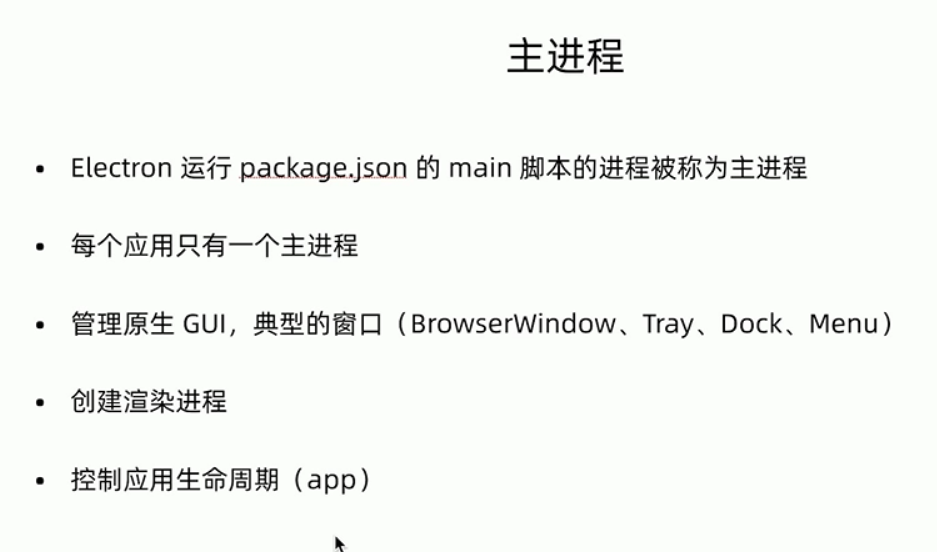 主进程
• Electron 运行 package.json 的 main 脚本的进程被称为主进程
• 每个应用只有一个主进程
• 管理原生 GUI，典型的窗口（BrowserWindow、Tray、Dock、Menu）
• 创建渲染进程
• 控制应用生命周期（app）